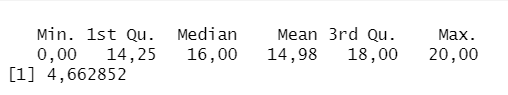 Min. 1st Qu. Median Mean 3rd Qu. Max.
0,00 14,25 16,00 14,98 18,00 20,00
[1] 4,662852